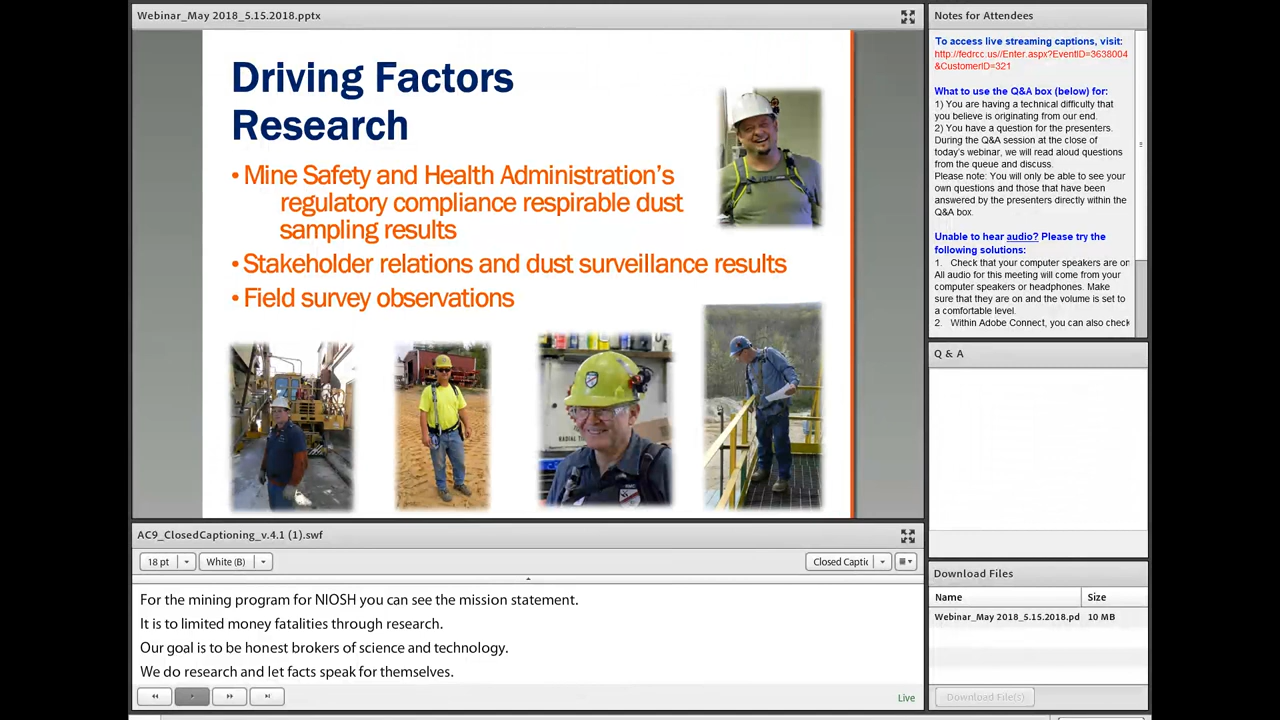 Webinar_May 2018_5.15.2018.pptx
Driving Factors
Research
• Mine Safety and Health Administration's
regulatory compliance respirable dust
sampling results
• Stakeholder relations and dust surveillance results
• Field survey observations
AC9_ClosedCaptioning_v.4.1 (1).swf
18 pt
White (B)
Closed Captic
For the mining program for NIOSH you can see the mission statement.
It is to limited money fatalities through research.
Our goal is to be honest brokers of science and technology.
We do research and let facts speak for themselves.
Live
Notes for Attendees
To access live streaming captions, visit:
http://fedrcc.us//Enter.aspx?EventID=3638004
&CustomerID=321
What to use the Q&A box (below) for:
1) You are having a technical difficulty that
you believe is originating from our end.
2) You have a question for the presenters.
During the Q&A session at the close of
today's webinar, we will read aloud questions
from the queue and discuss.
Please note: You will only be able to see your
own questions and those that have been
answered by the presenters directly within the
Q&A box.
Unable to hear audio? Please try the
following solutions:
1. Check that your computer speakers are on
All audio for this meeting will come from your
computer speakers or headphones. Make
sure that they are on and the volume is set to
a comfortable level.
2. Within Adobe Connect, you can also check
Q & A
Download Files
Name Size
Webinar_May 2018_5.15.2018.pd 10 MB
Download File(s)